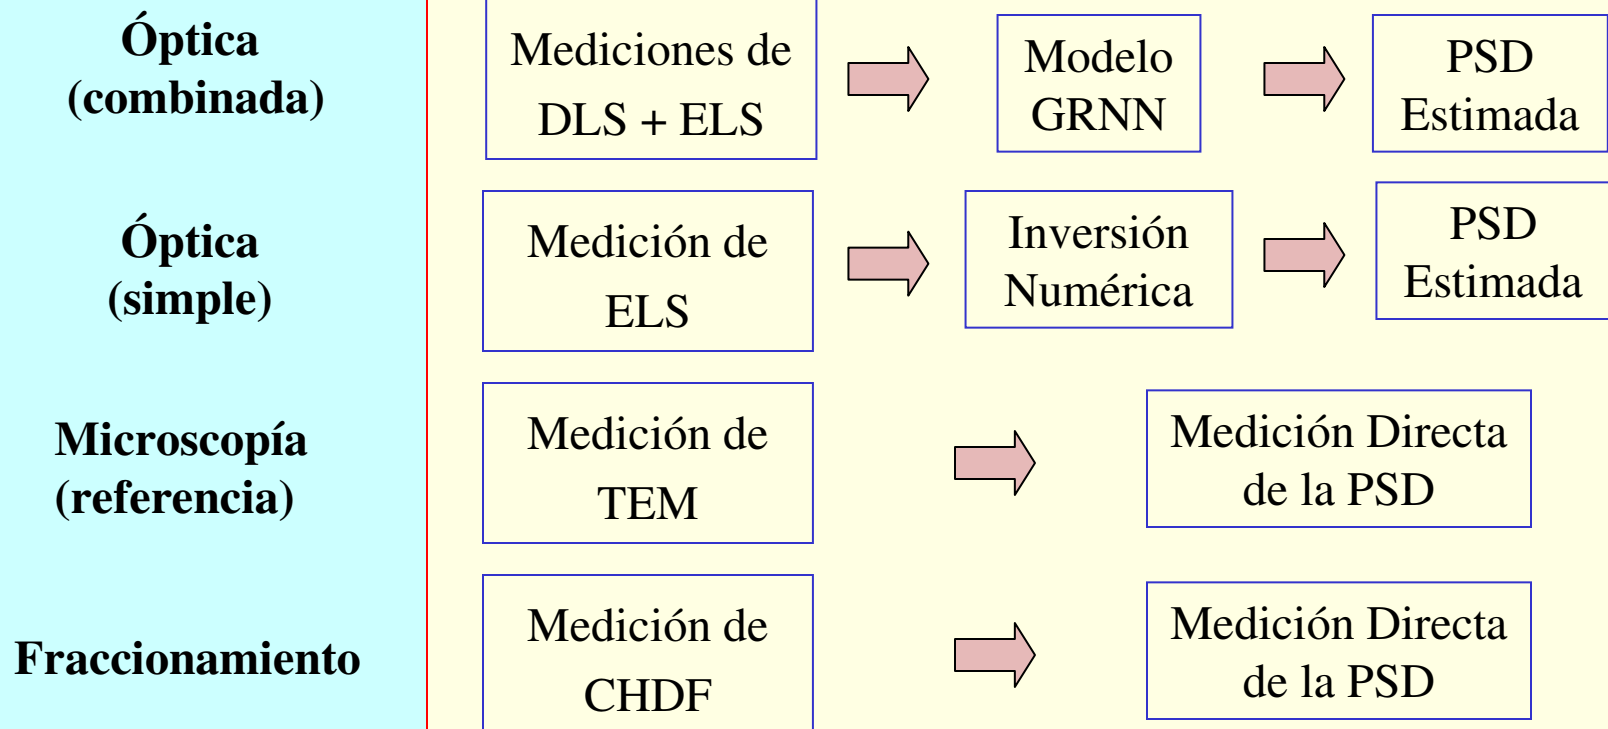 Óptica
(combinada)
Mediciones de
DLS + ELS
Modelo
GRNN
PSD
Estimada
Óptica
(simple)
Medición de
ELS
Inversión
Numérica
PSD
Estimada
Microscopía
(referencia)
Medición de
TEM
Medición Directa
de la PSD
Fraccionamiento
Medición de
CHDF
Medición Directa
de la PSD